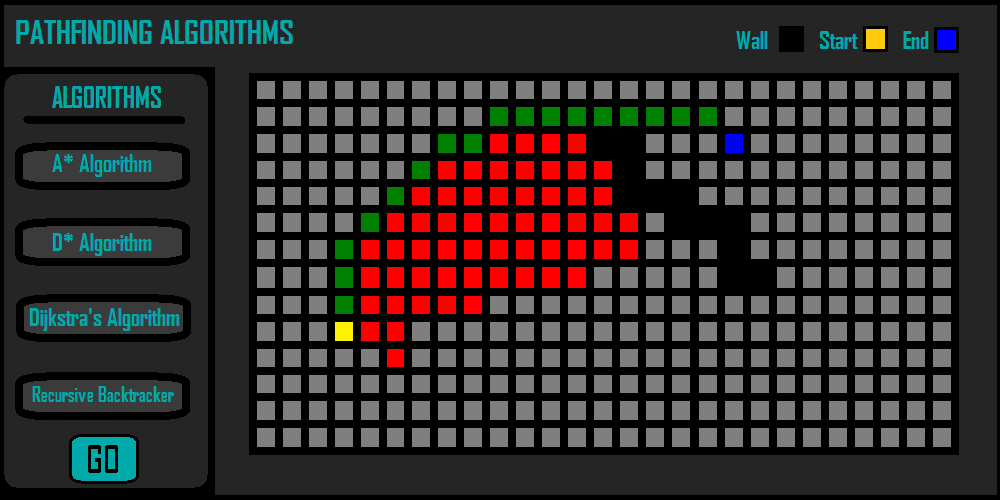 PATHFINDING ALGORITHMS
Wall Start End
ALGORITHMS
A* Algorithm
D* Algorithm
Dijkstra's Algorithm
Recursive Backtracker
GO